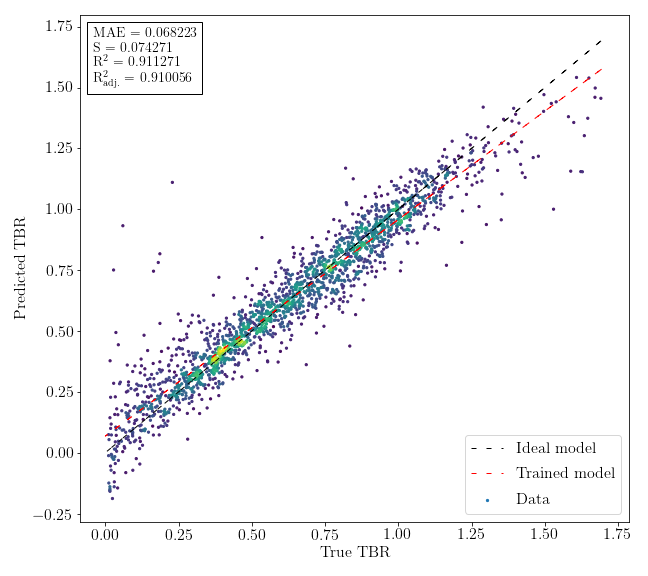 MAE = 0.068223
S = 0.074271
R² = 0.911271
R²adj. = 0.910056
1.75
1.50
1.25
1.00
0.75
0.50
0.25
0.00
−0.25
Predicted TBR
Ideal model
Trained model
Data
0.00 0.25 0.50 0.75 1.00 1.25 1.50 1.75
True TBR